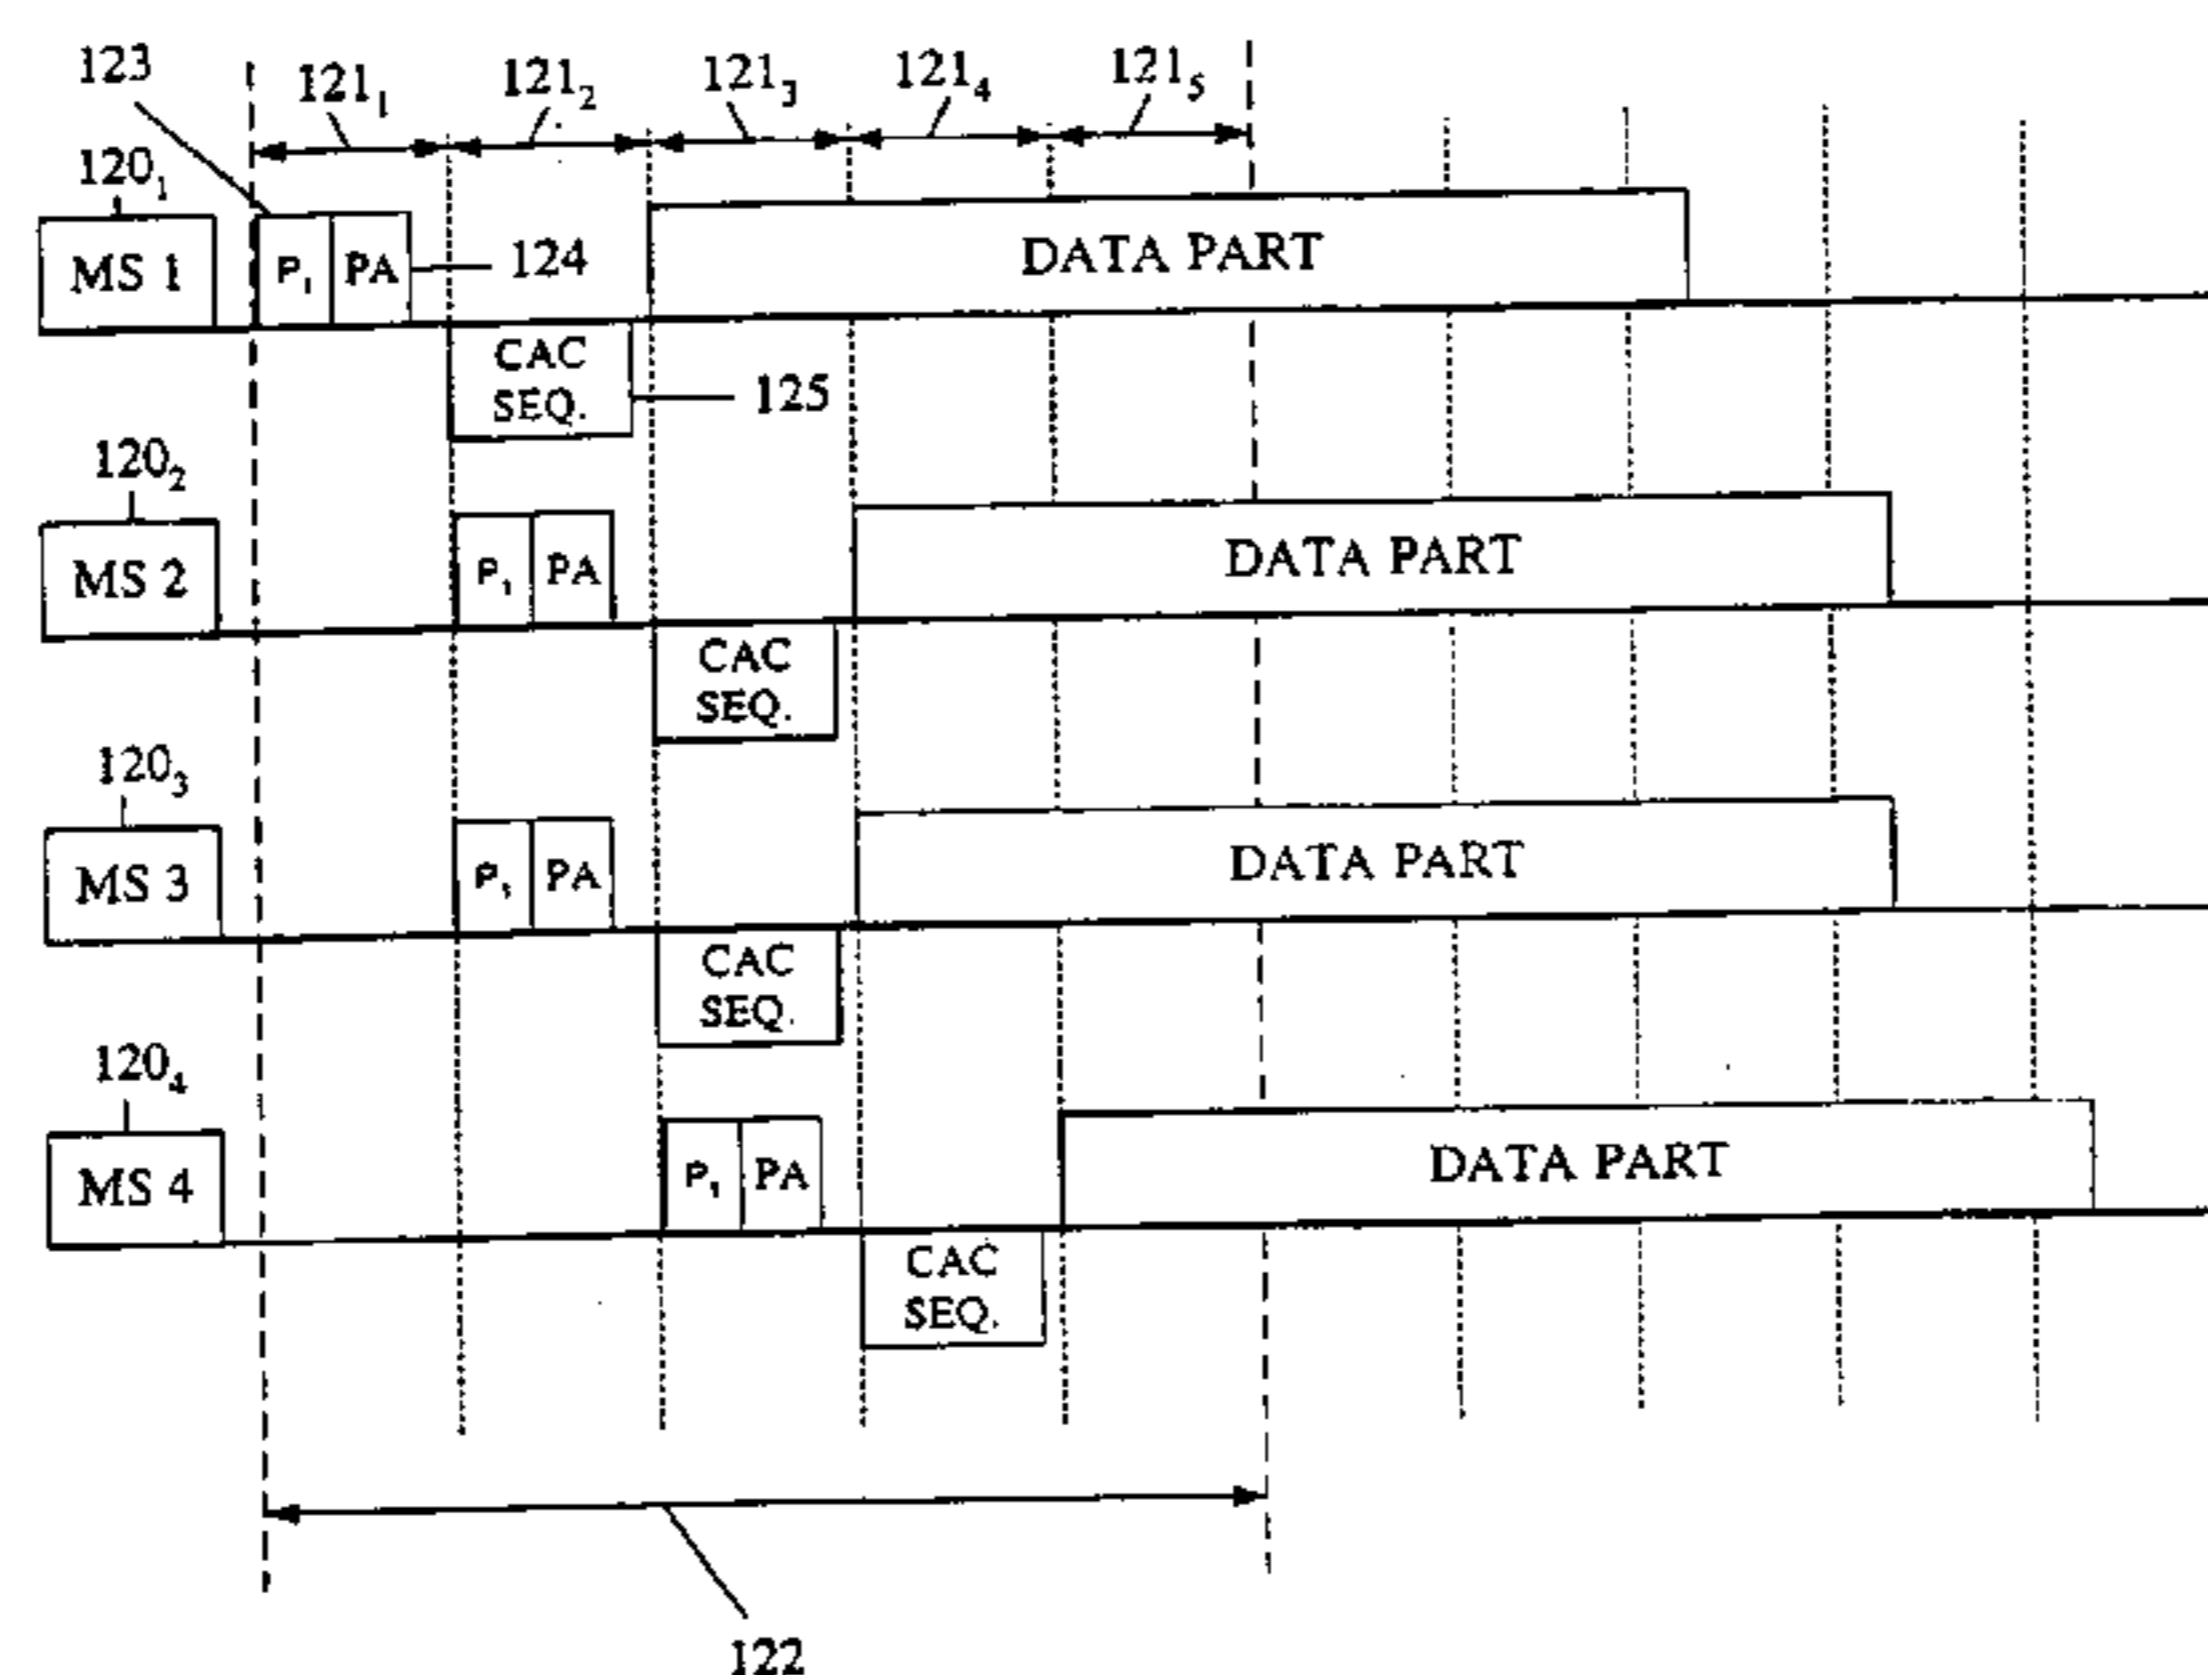 123
121₁
121₂
121₃
121₄
121₅
120₁
MS 1
P₁
PA
124
DATA PART
CAC
SEQ.
125
120₂
MS 2
P₁
PA
DATA PART
CAC
SEQ.
120₃
MS 3
P₁
PA
DATA PART
CAC
SEQ.
120₄
MS 4
P₁
PA
DATA PART
CAC
SEQ.
122